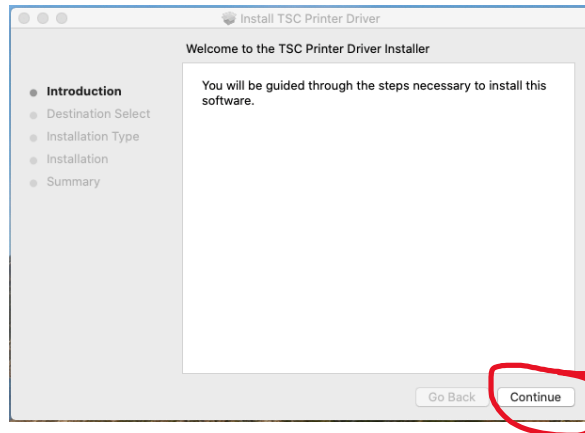 Install TSC Printer Driver
Welcome to the TSC Printer Driver Installer
Introduction
Destination Select
Installation Type
Installation
Summary
You will be guided through the steps necessary to install this
software.
Go Back
Continue